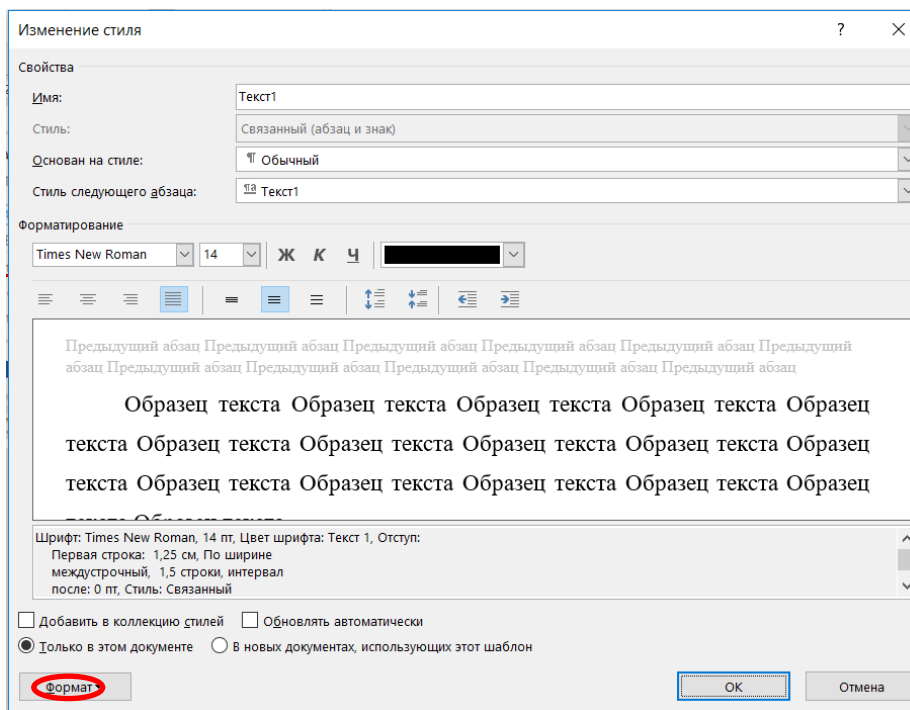 Изменение стиля ? ×
Свойства
Имя: Текст1
Стиль: Связанный (абзац и знак)
Основан на стиле: ¶ Обычный
Стиль следующего абзаца: ¶a Текст1
Форматирование
Times New Roman 14 Ж К Ч
Предыдущий абзац Предыдущий абзац Предыдущий абзац Предыдущий абзац Предыдущий абзац Предыдущий
абзац Предыдущий абзац Предыдущий абзац Предыдущий абзац Предыдущий абзац Предыдущий абзац
Образец текста Образец текста Образец текста Образец текста Образец
текста Образец текста Образец текста Образец текста Образец текста Образец
текста Образец текста Образец текста Образец текста Образец текста Образец
текста Образец текста
Шрифт: Times New Roman, 14 пт, Цвет шрифта: Текст 1, Отступ:
Первая строка: 1,25 см, По ширине
междустрочный, 1,5 строки, интервал
после: 0 пт, Стиль: Связанный
Добавить в коллекцию стилей Обновлять автоматически
Только в этом документе В новых документах, использующих этот шаблон
Формат ОК Отмена